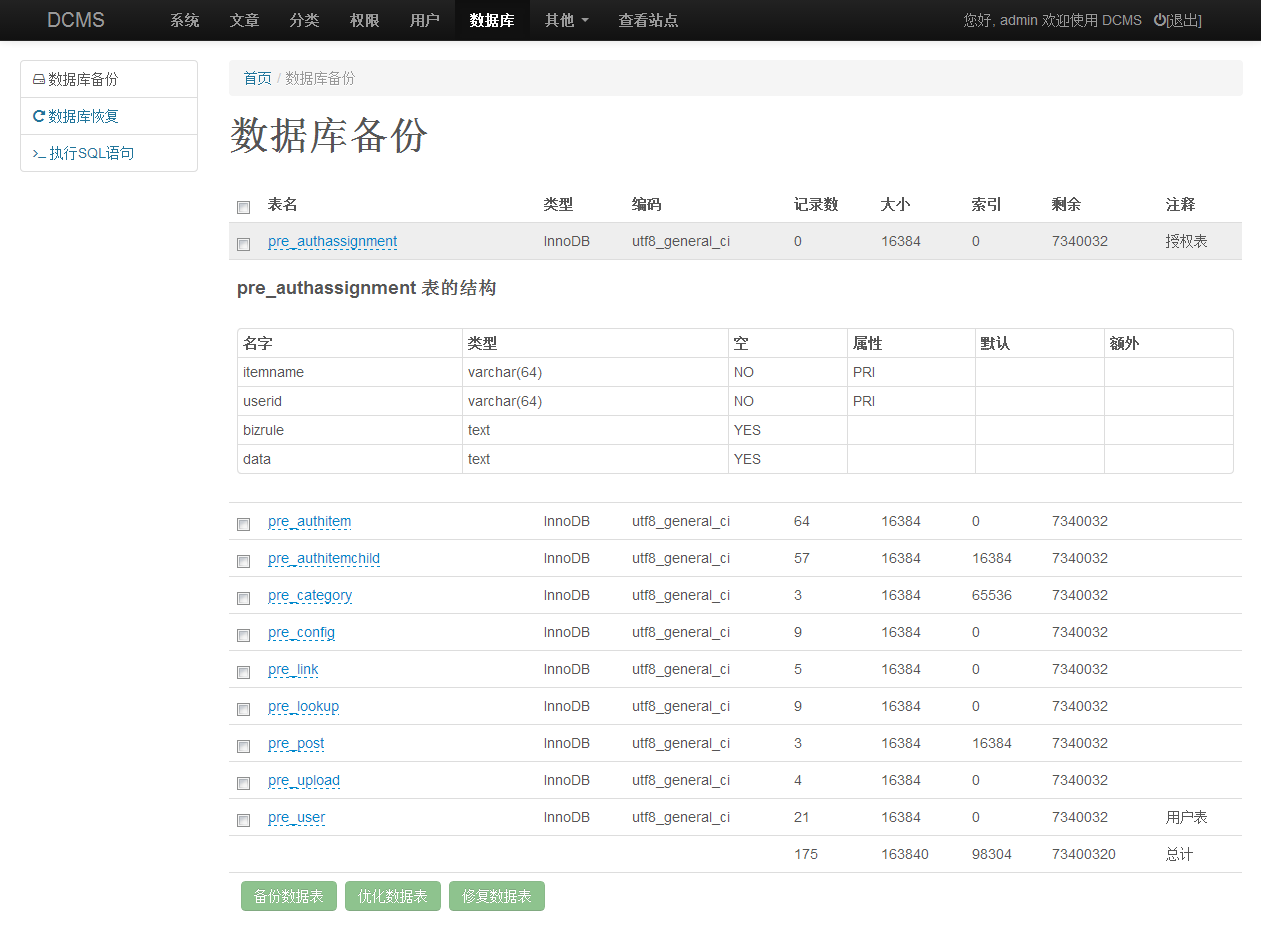 DCMS 系统 文章 分类 权限 用户 数据库 其他 查看站点 您好, admin 欢迎使用 DCMS [退出]
数据库备份
数据库恢复
>_ 执行SQL语句
首页 / 数据库备份
数据库备份
表名 类型 编码 记录数 大小 索引 剩余 注释
pre_authassignment InnoDB utf8_general_ci 0 16384 0 7340032 授权表
pre_authassignment 表的结构
名字 类型 空 属性 默认 额外
itemname varchar(64) NO PRI
userid varchar(64) NO PRI
bizrule text YES
data text YES
pre_authitem InnoDB utf8_general_ci 64 16384 0 7340032
pre_authitemchild InnoDB utf8_general_ci 57 16384 16384 7340032
pre_category InnoDB utf8_general_ci 3 16384 65536 7340032
pre_config InnoDB utf8_general_ci 9 16384 0 7340032
pre_link InnoDB utf8_general_ci 5 16384 0 7340032
pre_lookup InnoDB utf8_general_ci 9 16384 0 7340032
pre_post InnoDB utf8_general_ci 3 16384 16384 7340032
pre_upload InnoDB utf8_general_ci 4 16384 0 7340032
pre_user InnoDB utf8_general_ci 21 16384 0 7340032 用户表
175 163840 98304 73400320 总计
备份数据表 优化数据表 修复数据表